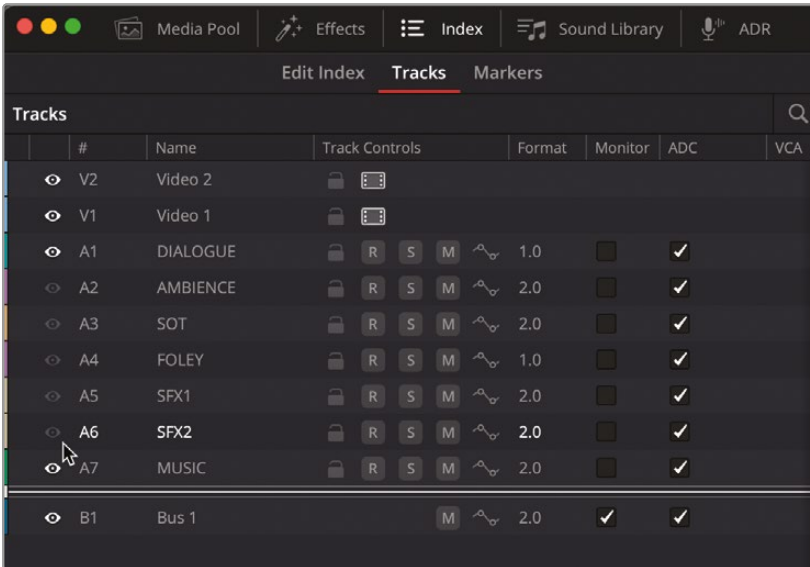 Media Pool Effects Index Sound Library ADR
Edit Index Tracks Markers
Tracks
# Name Track Controls Format Monitor ADC VCA
V2 Video 2
V1 Video 1
A1 DIALOGUE R S M 1.0
A2 AMBIENCE R S M 2.0
A3 SOT R S M 2.0
A4 FOLEY R S M 1.0
A5 SFX1 R S M 2.0
A6 SFX2 R S M 2.0
A7 MUSIC R S M 2.0
B1 Bus 1 M 2.0